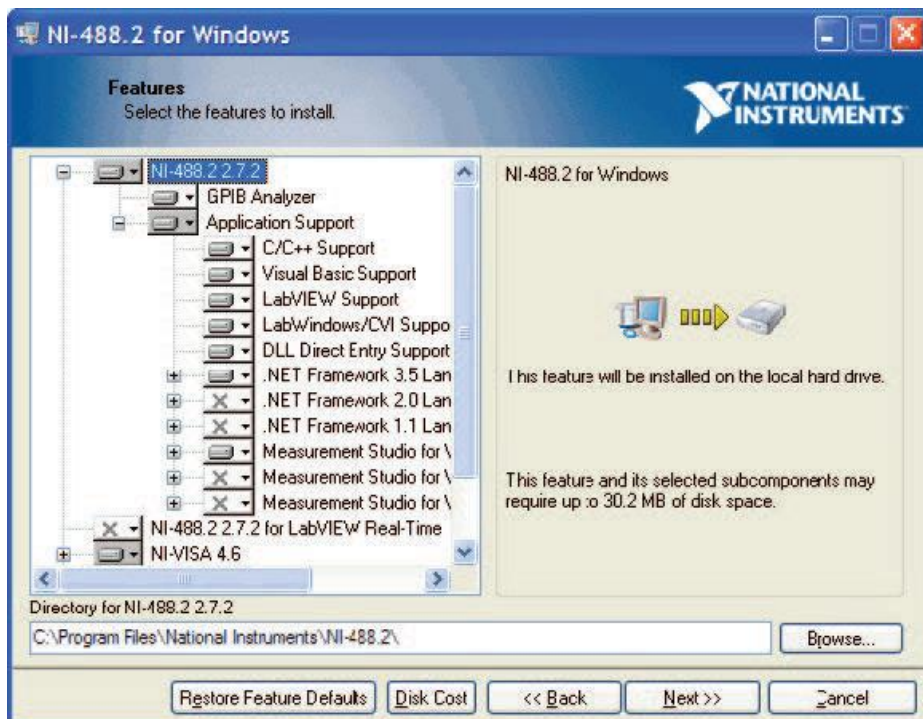 NI-488.2 for Windows
Features
Select the features to install.
NATIONAL
INSTRUMENTS
NI-488.2 2.7.2
GPIB Analyzer
Application Support
C/C++ Support
Visual Basic Support
LabVIEW Support
LabWindows/CVI Suppo
DLL Direct Entry Support
.NET Framework 3.5 Lan
.NET Framework 2.0 Lan
.NET Framework 1.1 Lan
Measurement Studio for \
Measurement Studio for \
Measurement Studio for \
NI-488.2 2.7.2 for LabVIEW Real-Time
NI-VISA 4.6
NI-488.2 for Windows
This feature will be installed on the local hard drive.
This feature and its selected subcomponents may
require up to 30.2 MB of disk space.
Directory for NI-488.2 2.7.2
C:\Program Files\National Instruments\NI-488.2\
Browse...
Restore Feature Defaults
Disk Cost
<< Back
Next >>
Cancel